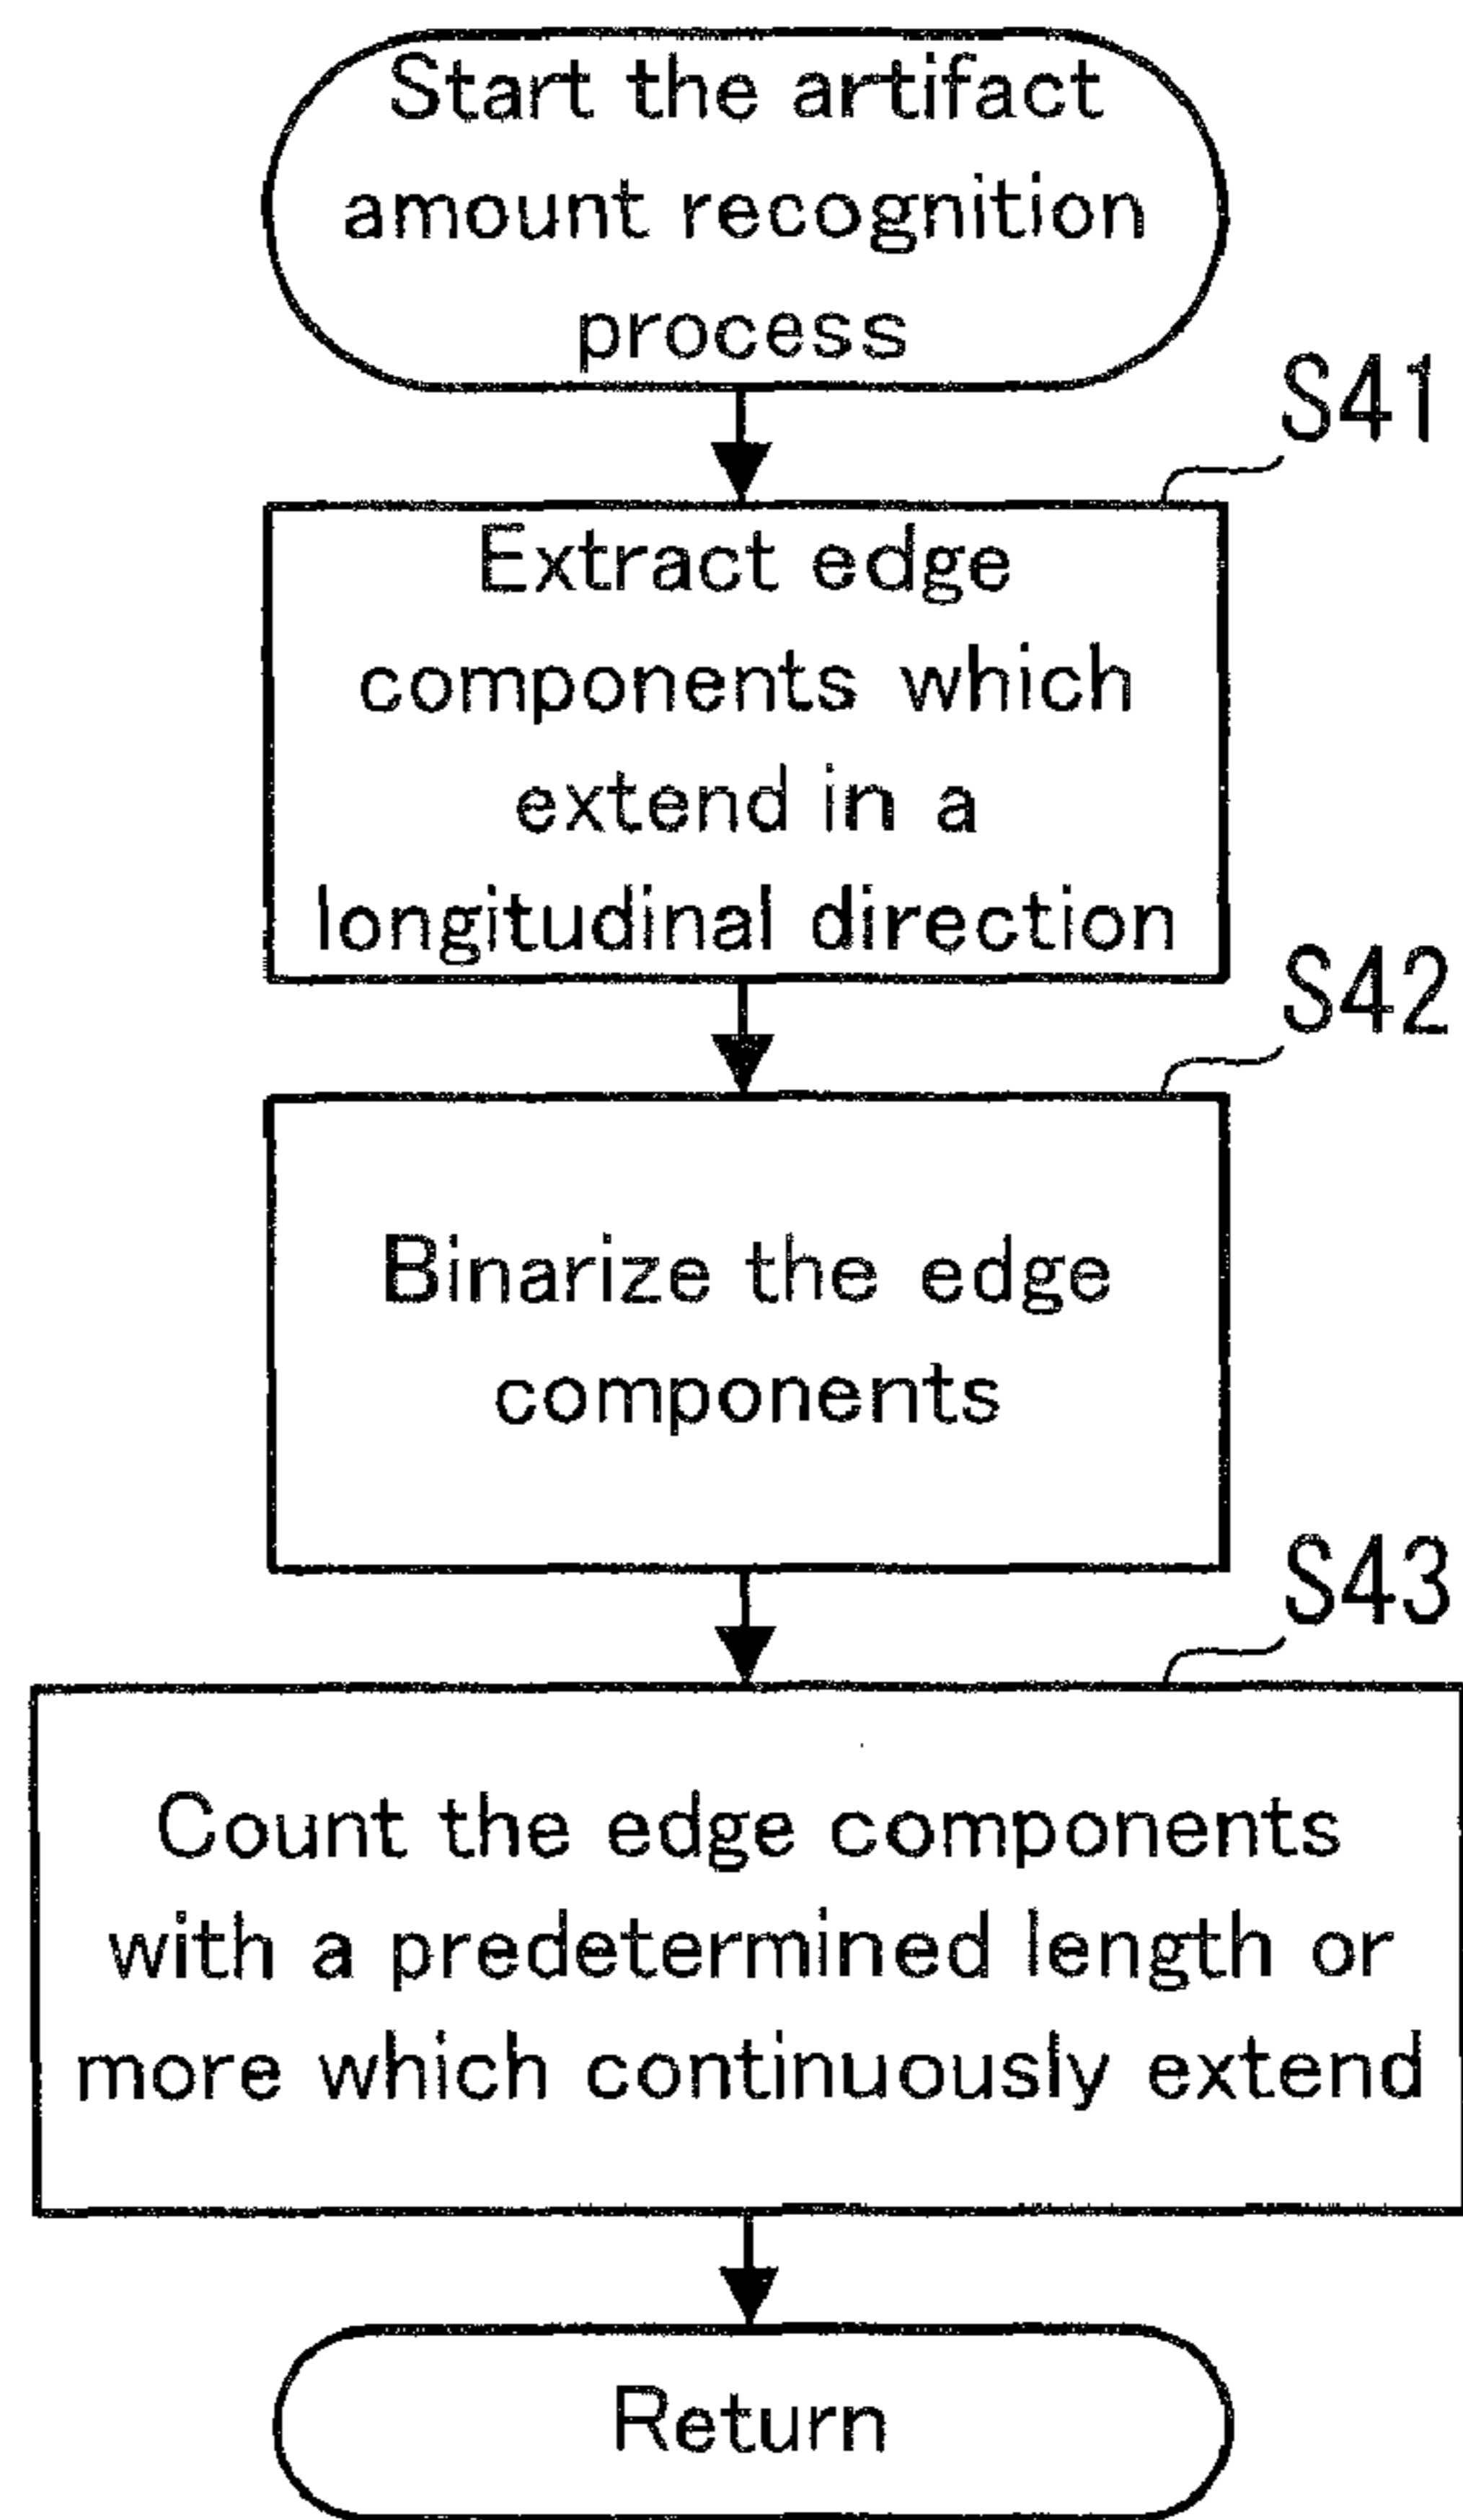 Start the artifact
amount recognition
process
S41
Extract edge
components which
extend in a
longitudinal direction
S42
Binarize the edge
components
S43
Count the edge components
with a predetermined length or
more which continuously extend
Return